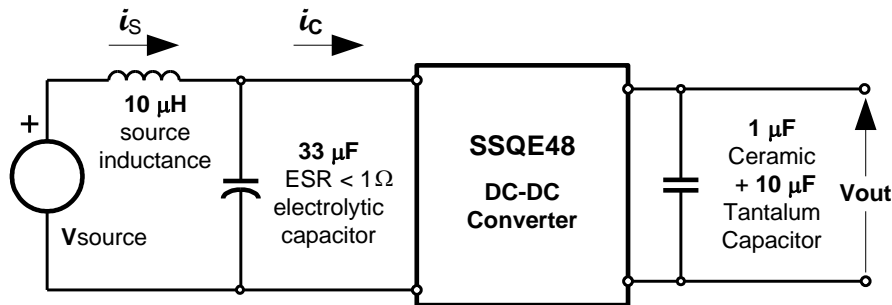 iS
iC
10 μH
source
inductance
+
Vsource
33 μF
ESR < 1Ω
electrolytic
capacitor
SSQE48
DC-DC
Converter
1 μF
Ceramic
+ 10 μF
Tantalum
Capacitor
Vout